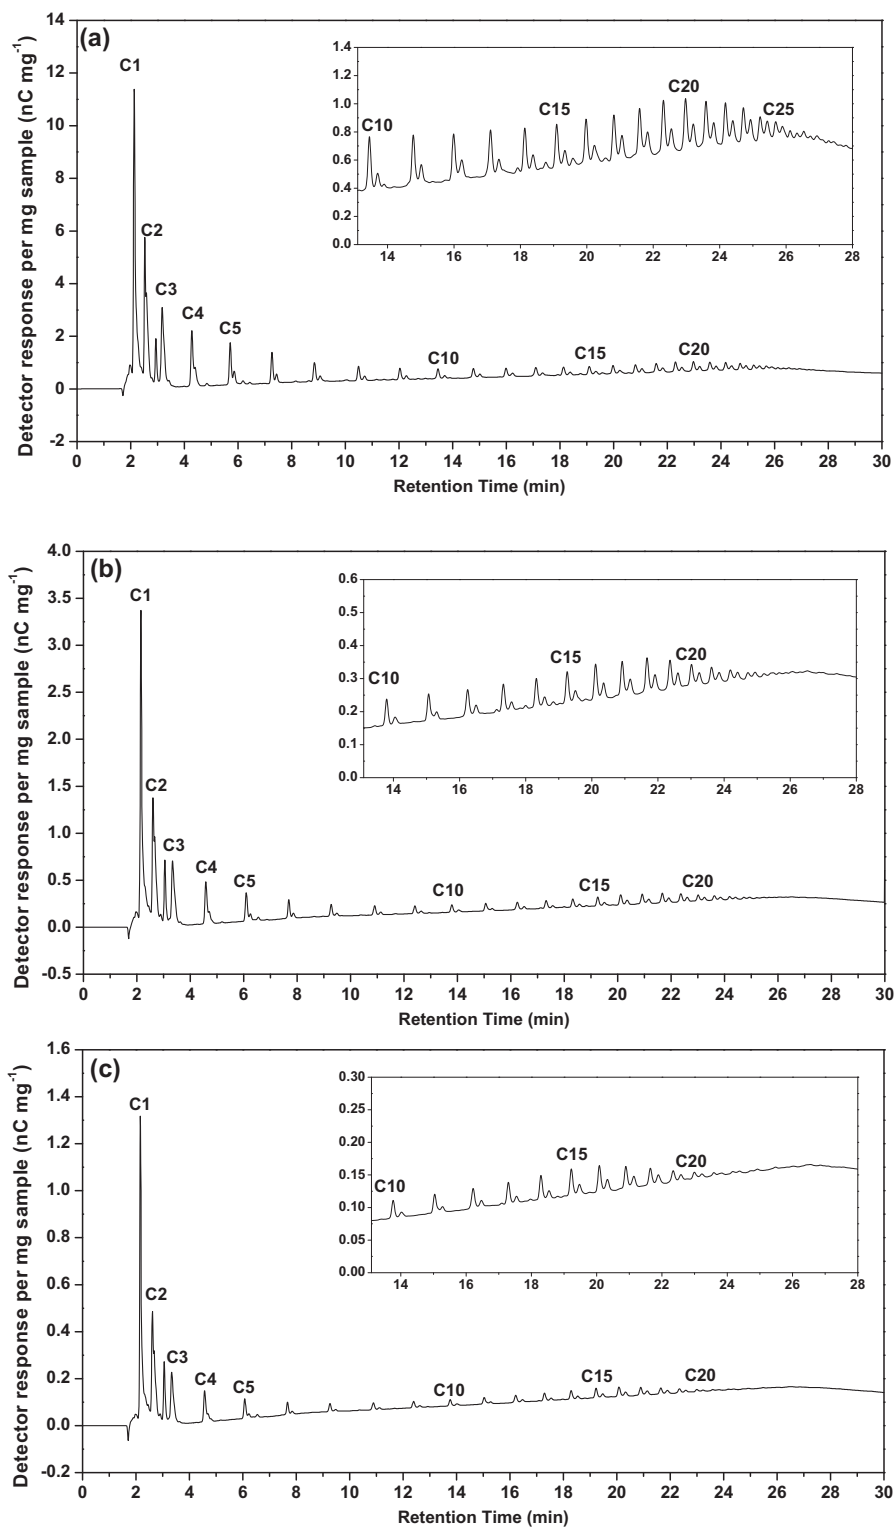 (a)
Detector response per mg sample (nC mg-1)
14
12
10
8
6
4
2
0
-2
C1
C2
C3
C4
C5
C10
C15
C20
0 2 4 6 8 10 12 14 16 18 20 22 24 26 28 30
Retention Time (min)
1.4
1.2
1.0
0.8
0.6
0.4
0.2
0.0
C10
C15
C20
C25
14 16 18 20 22 24 26 28
(b)
Detector response per mg sample (nC mg-1)
4.0
3.5
3.0
2.5
2.0
1.5
1.0
0.5
0.0
-0.5
C1
C2
C3
C4
C5
C10
C15
C20
0 2 4 6 8 10 12 14 16 18 20 22 24 26 28 30
Retention Time (min)
0.6
0.5
0.4
0.3
0.2
0.1
0.0
C10
C15
C20
14 16 18 20 22 24 26 28
(c)
Detector response per mg sample (nC mg-1)
1.6
1.4
1.2
1.0
0.8
0.6
0.4
0.2
0.0
-0.2
C1
C2
C3
C4
C5
C10
C15
C20
0 2 4 6 8 10 12 14 16 18 20 22 24 26 28 30
Retention Time (min)
0.30
0.25
0.20
0.15
0.10
0.05
0.00
C10
C15
C20
14 16 18 20 22 24 26 28